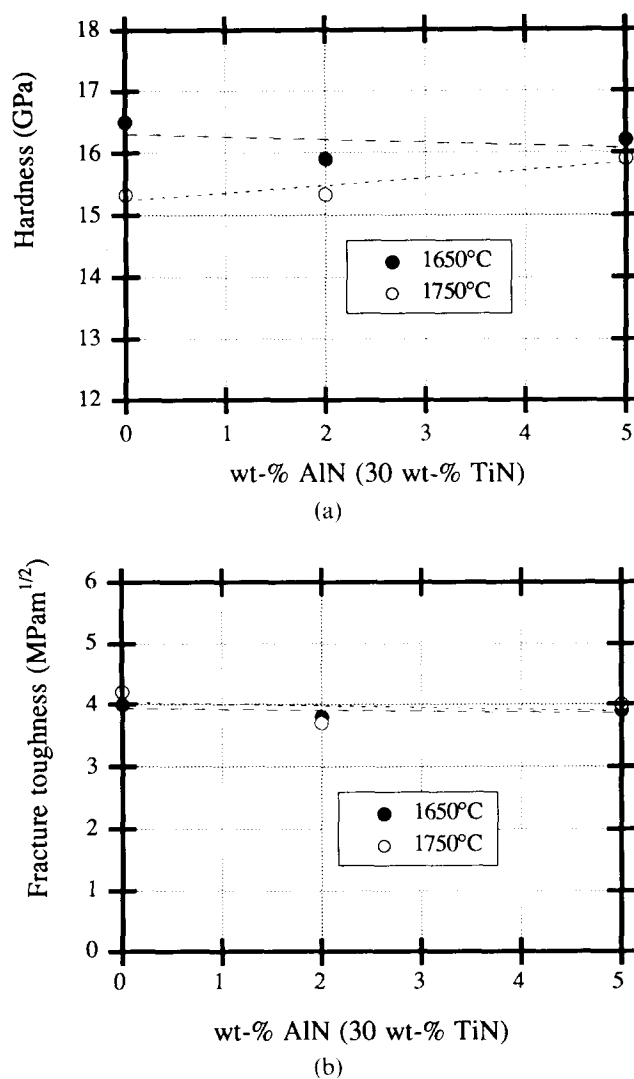 18
17
16
15
14
13
12
Hardness (GPa)
1650°C
1750°C
0 1 2 3 4 5
wt-% AlN (30 wt-% TiN)
(a)
6
5
4
3
2
1
0
Fracture toughness (MPam1/2)
1650°C
1750°C
0 1 2 3 4 5
wt-% AlN (30 wt-% TiN)
(b)